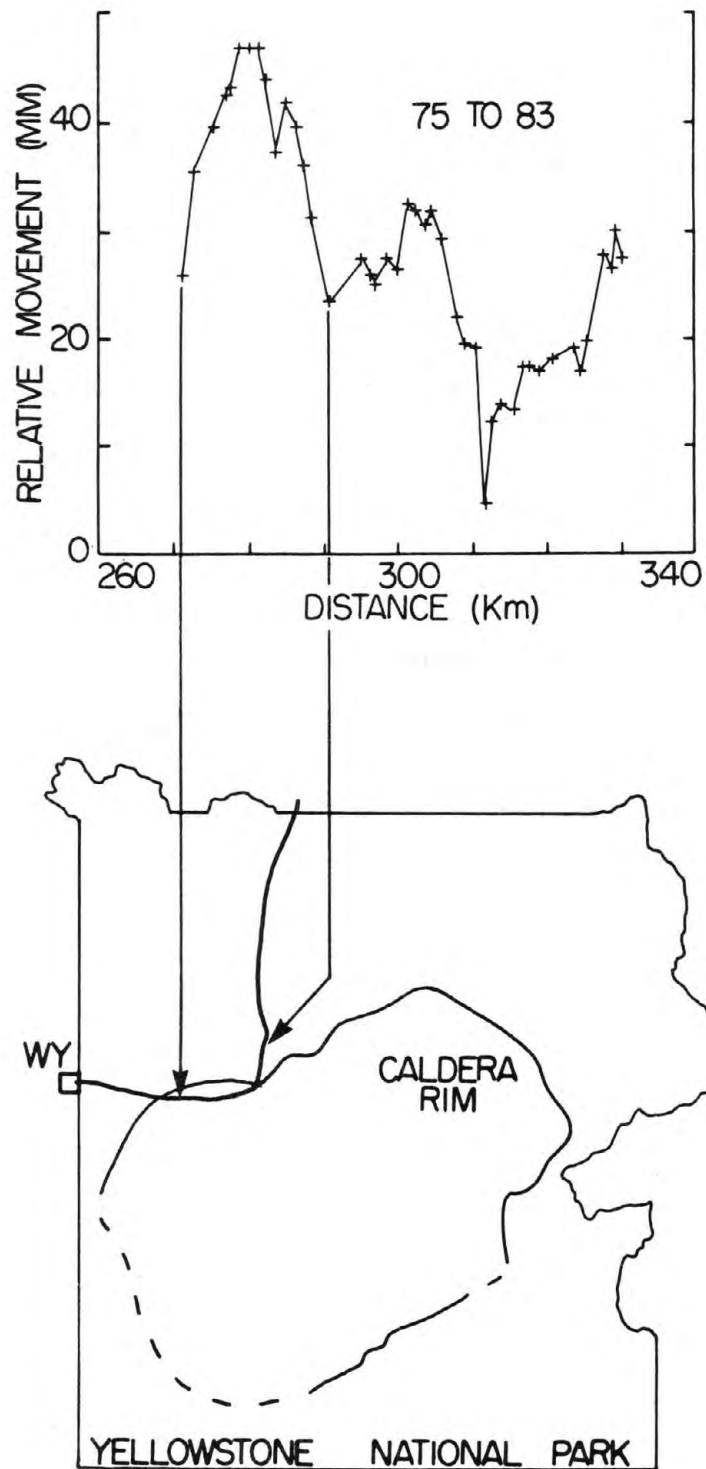 RELATIVE MOVEMENT (MM)
40
20
0
75 TO 83
260
300
340
DISTANCE (Km)
WY
CALDERA
RIM
YELLOWSTONE NATIONAL PARK